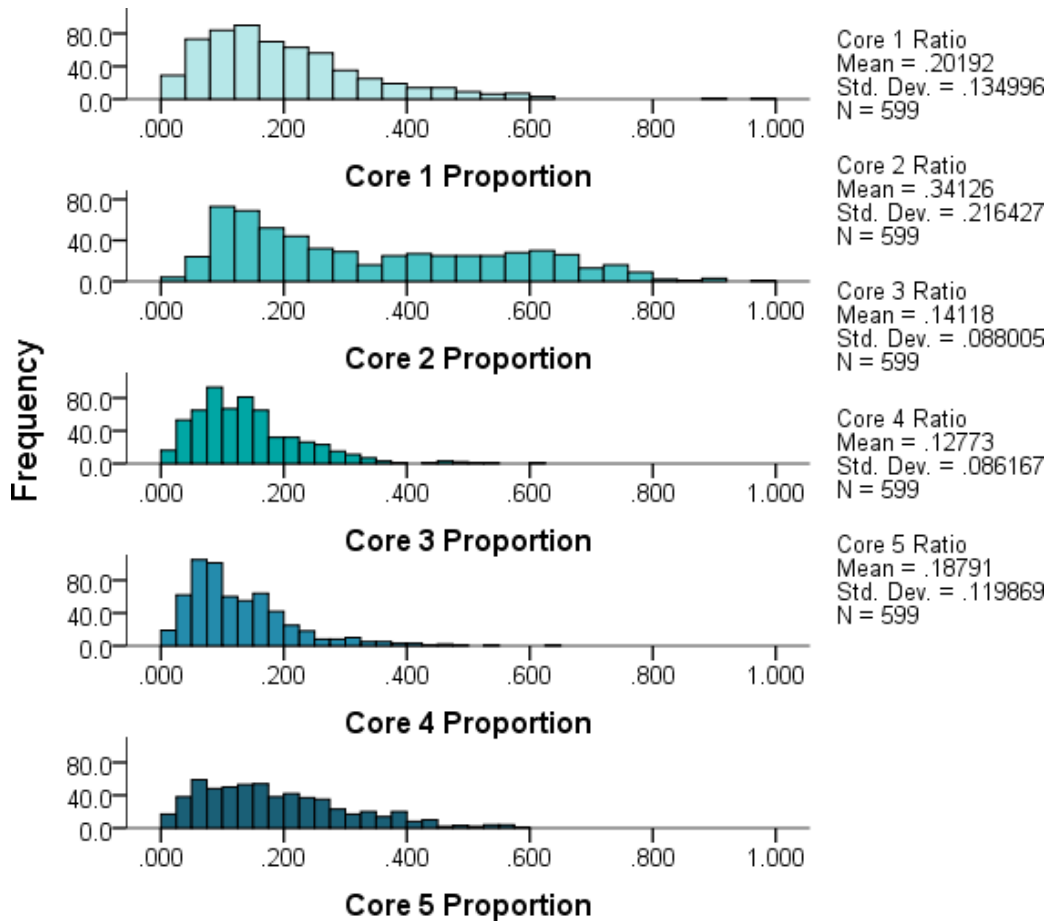 Frequency
80.0
40.0
0.0
.000 .200 .400 .600 .800 1.000
Core 1 Proportion
80.0
40.0
0.0
.000 .200 .400 .600 .800 1.000
Core 2 Proportion
80.0
40.0
0.0
.000 .200 .400 .600 .800 1.000
Core 3 Proportion
80.0
40.0
0.0
.000 .200 .400 .600 .800 1.000
Core 4 Proportion
80.0
40.0
0.0
.000 .200 .400 .600 .800 1.000
Core 5 Proportion
Core 1 Ratio
Mean = .20192
Std. Dev. = .134996
N = 599
Core 2 Ratio
Mean = .34126
Std. Dev. = .216427
N = 599
Core 3 Ratio
Mean = .14118
Std. Dev. = .088005
N = 599
Core 4 Ratio
Mean = .12773
Std. Dev. = .086167
N = 599
Core 5 Ratio
Mean = .18791
Std. Dev. = .119869
N = 599